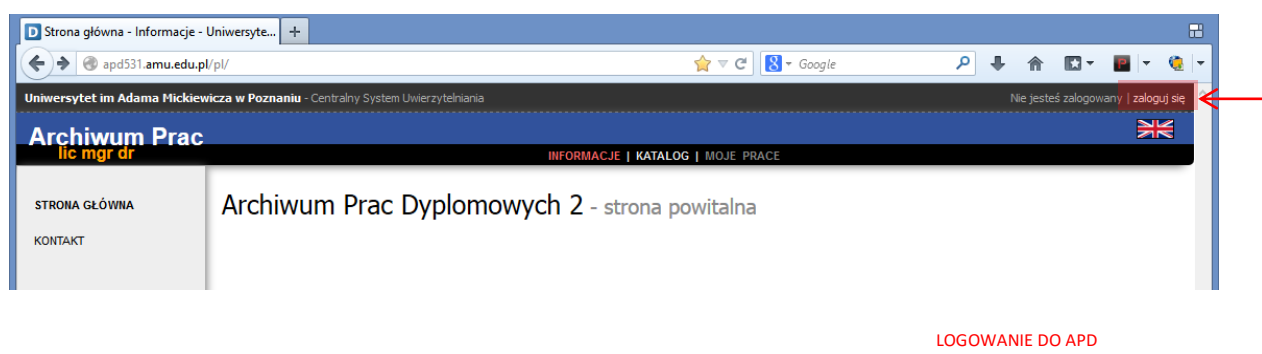 Strona główna - Informacje - Uniwersyte...
apd531.amu.edu.pl/pl/
Google
Uniwersytet im Adama Mickiewicza w Poznaniu - Centralny System Uwierzytelniania
Nie jesteś zalogowany | zaloguj się
Archiwum Prac
lic mgr dr
INFORMACJE | KATALOG | MOJE PRACE
STRONA GŁÓWNA
Archiwum Prac Dyplomowych 2 - strona powitalna
KONTAKT
LOGOWANIE DO APD